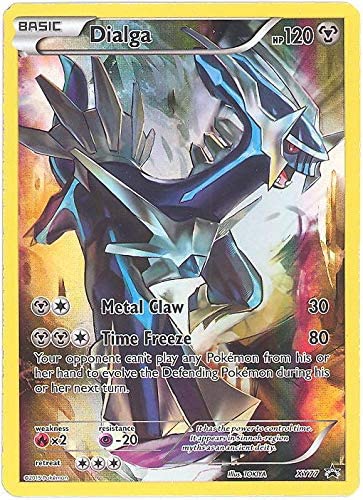 BASIC Dialga HP120
Metal Claw 30
Time Freeze 80
Your opponent can't play any Pokémon from his
or her hand to evolve the Defending Pokémon during his
or her next turn.
weakness resistance
×2 -20
It has the power to control time.
It appears in Sinnoh-region
myths as an ancient deity.
retreat
©2015 Pokémon Illus. TOKIYA XY77